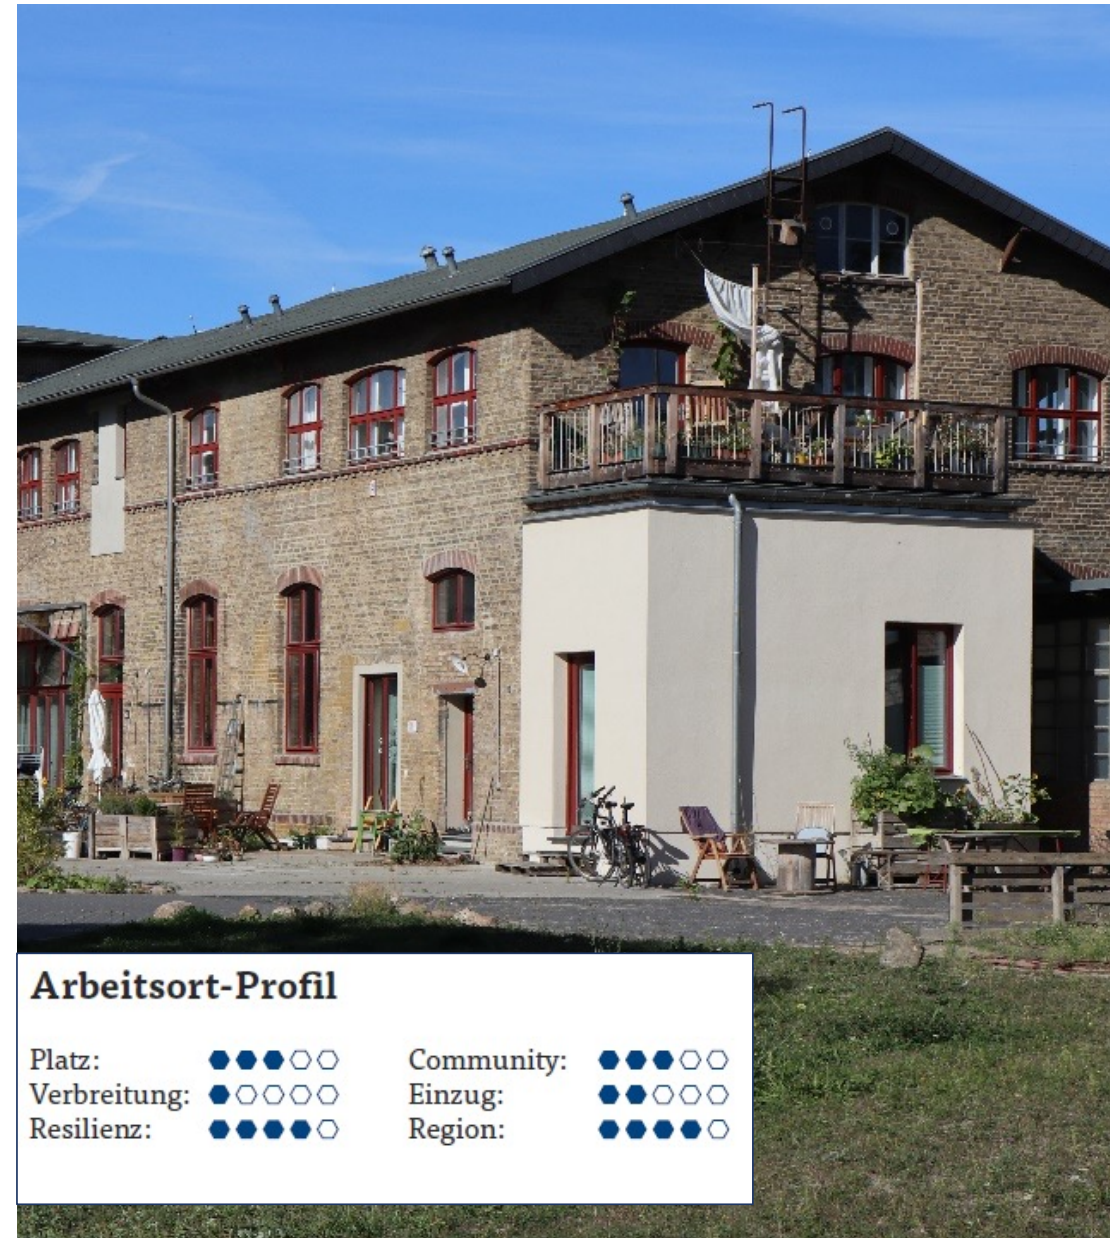 Arbeitsort-Profil
Platz:
Verbreitung:
Resilienz:
Community:
Einzug:
Region: